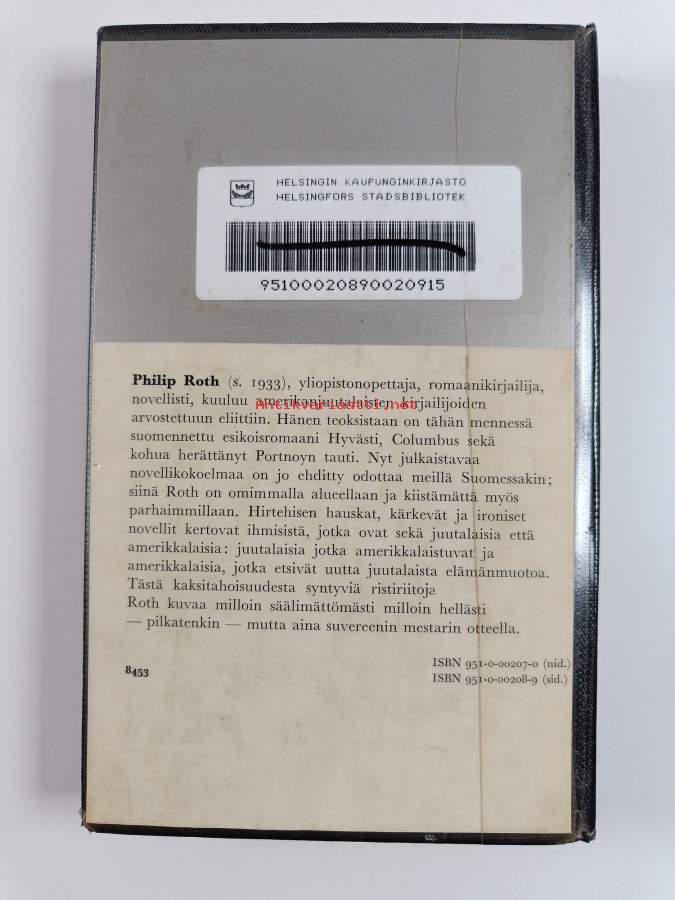 HELSINGIN KAUPUNGINKIRJASTO
HELSINGFORS STADSBIBLIOTEK
95100020890020915
Philip Roth (s. 1933), yliopistonopettaja, romaanikirjailija,
novellisti, kuuluu amerikanjuutalaisten kirjailijoiden
Antikvariaatti.net
arvostettuun eliittiin. Hänen teoksistaan on tähän mennessä
suomennettu esikoisromaani Hyvästi, Columbus sekä
kohua herättänyt Portnoyn tauti. Nyt julkaistavaa
novellikokoelmaa on jo ehditty odottaa meillä Suomessakin;
siinä Roth on omimmalla alueellaan ja kiistämättä myös
parhaimmillaan. Hirtehisen hauskat, kärkevät ja ironiset
novellit kertovat ihmisistä, jotka ovat sekä juutalaisia että
amerikkalaisia: juutalaisia jotka amerikkalaistuvat ja
amerikkalaisia, jotka etsivät uutta juutalaista elämänmuotoa.
Tästä kaksitahoisuudesta syntyviä ristiriitoja
Roth kuvaa milloin säälimättömästi milloin hellästi
— pilkatenkin — mutta aina suvereenin mestarin otteella.
8453
ISBN 951-0-00207-0 (nid.)
ISBN 951-0-00208-9 (sid.)